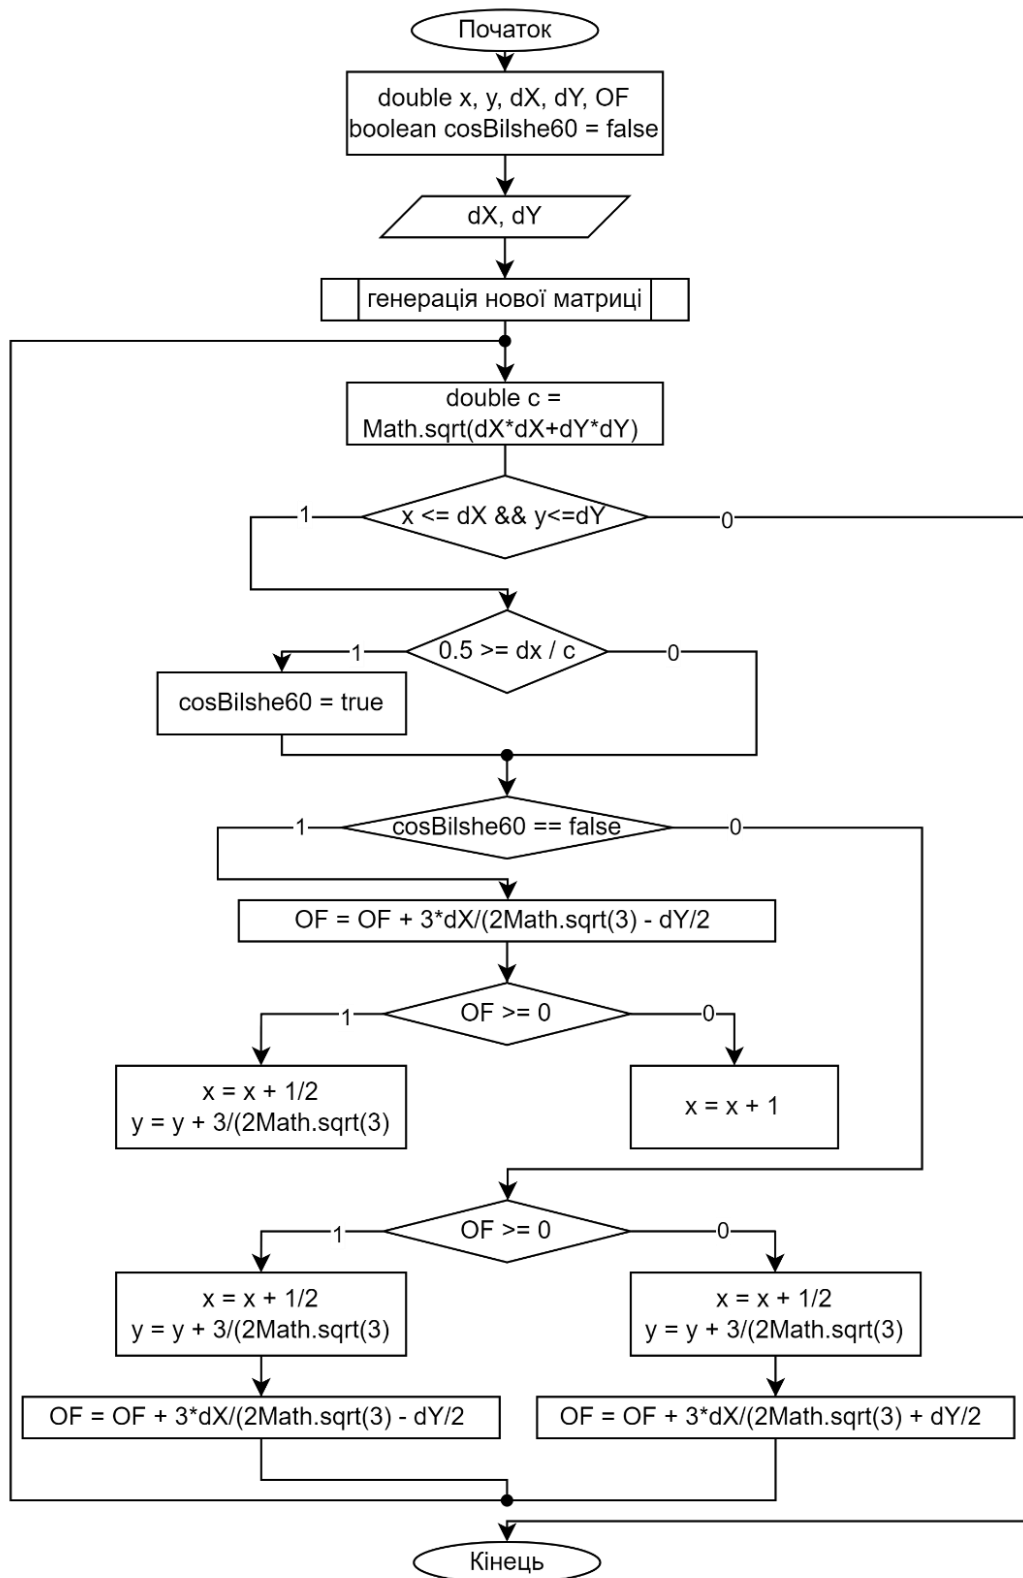 Початок
double x, y, dX, dY, OF
boolean cosBilshe60 = false
dX, dY
генерація нової матриці
double c =
Math.sqrt(dX*dX+dY*dY)
1
x <= dX && y<=dY
0
1
0.5 >= dx / c
0
cosBilshe60 = true
1
cosBilshe60 == false
0
OF = OF + 3*dX/(2Math.sqrt(3) - dY/2
1
OF >= 0
0
x = x + 1/2
y = y + 3/(2Math.sqrt(3)
x = x + 1
1
OF >= 0
0
x = x + 1/2
y = y + 3/(2Math.sqrt(3)
x = x + 1/2
y = y + 3/(2Math.sqrt(3)
OF = OF + 3*dX/(2Math.sqrt(3) - dY/2
OF = OF + 3*dX/(2Math.sqrt(3) + dY/2
Кінець